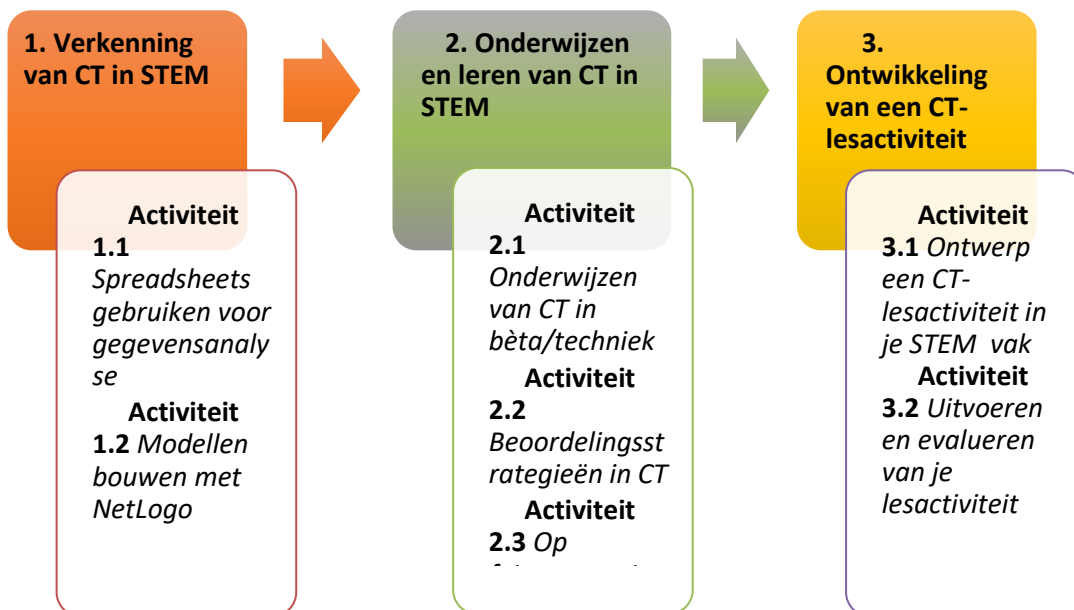 1. Verkenning
van CT in STEM
Activiteit
1.1
Spreadsheets
gebruiken voor
gegevensanaly
se
Activiteit
1.2 Modellen
bouwen met
NetLogo
2. Onderwijzen
en leren van CT in
STEM
Activiteit
2.1
Onderwijzen
van CT in
bèta/techniek
Activiteit
2.2
Beoordelingsst
rategieën in CT
Activiteit
2.3 Op
3.
Ontwikkeling
van een CT-
lesactiviteit
Activiteit
3.1 Ontwerp
een CT-
lesactiviteit in
je STEM  vak
Activiteit
3.2 Uitvoeren
en evalueren
van je
lesactiviteit